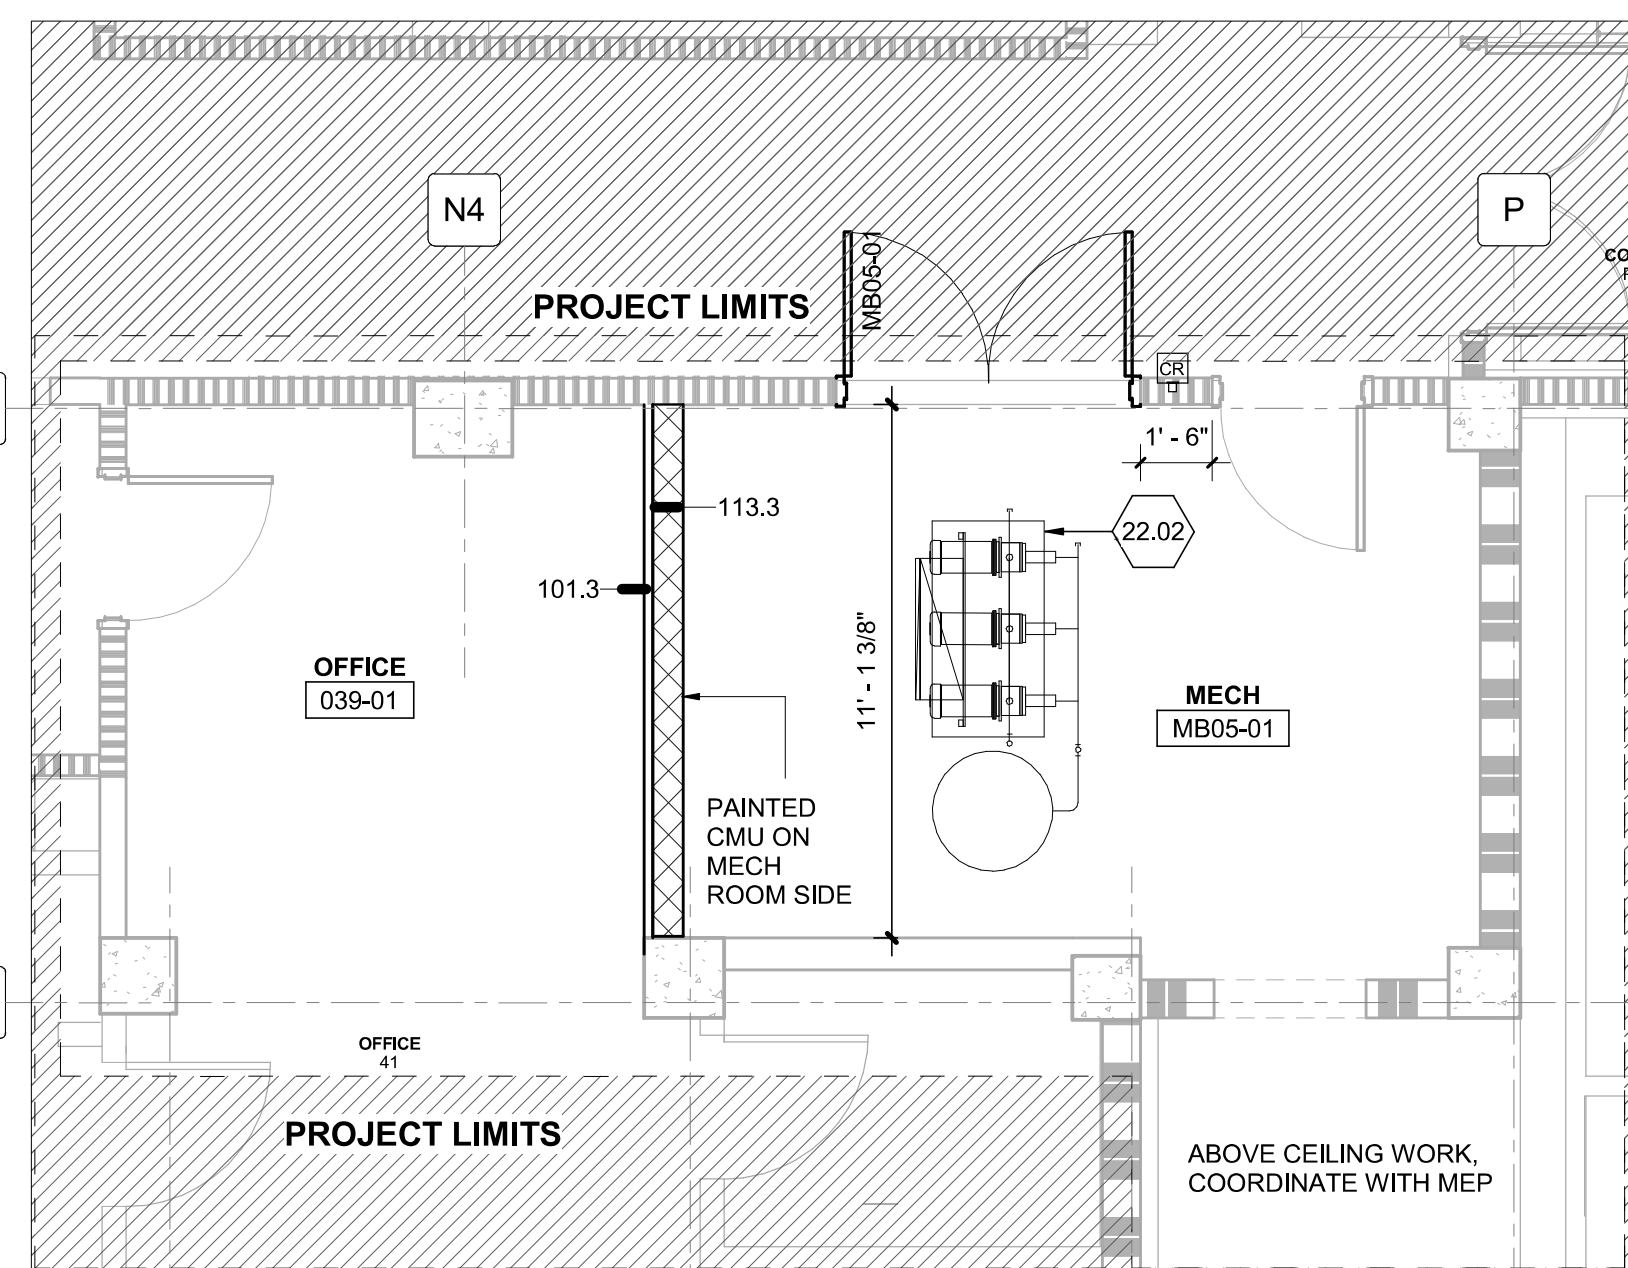 N4
P
MB05-01
PROJECT LIMITS
CR
1' - 6"
113.3
22.02
101.3
11' - 1 3/8"
OFFICE
039-01
MECH
MB05-01
PAINTED
CMU ON
MECH
ROOM SIDE
OFFICE
41
PROJECT LIMITS
ABOVE CEILING WORK,
COORDINATE WITH MEP